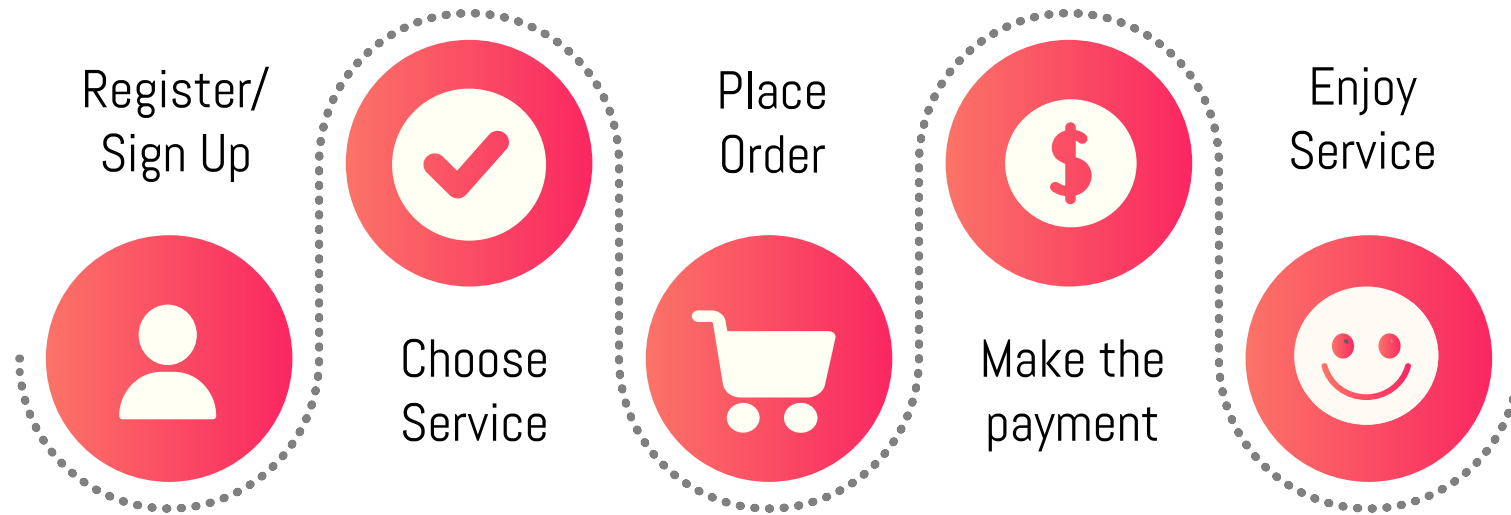 Register/
Sign Up
Choose
Service
Place
Order
Make the
payment
Enjoy
Service